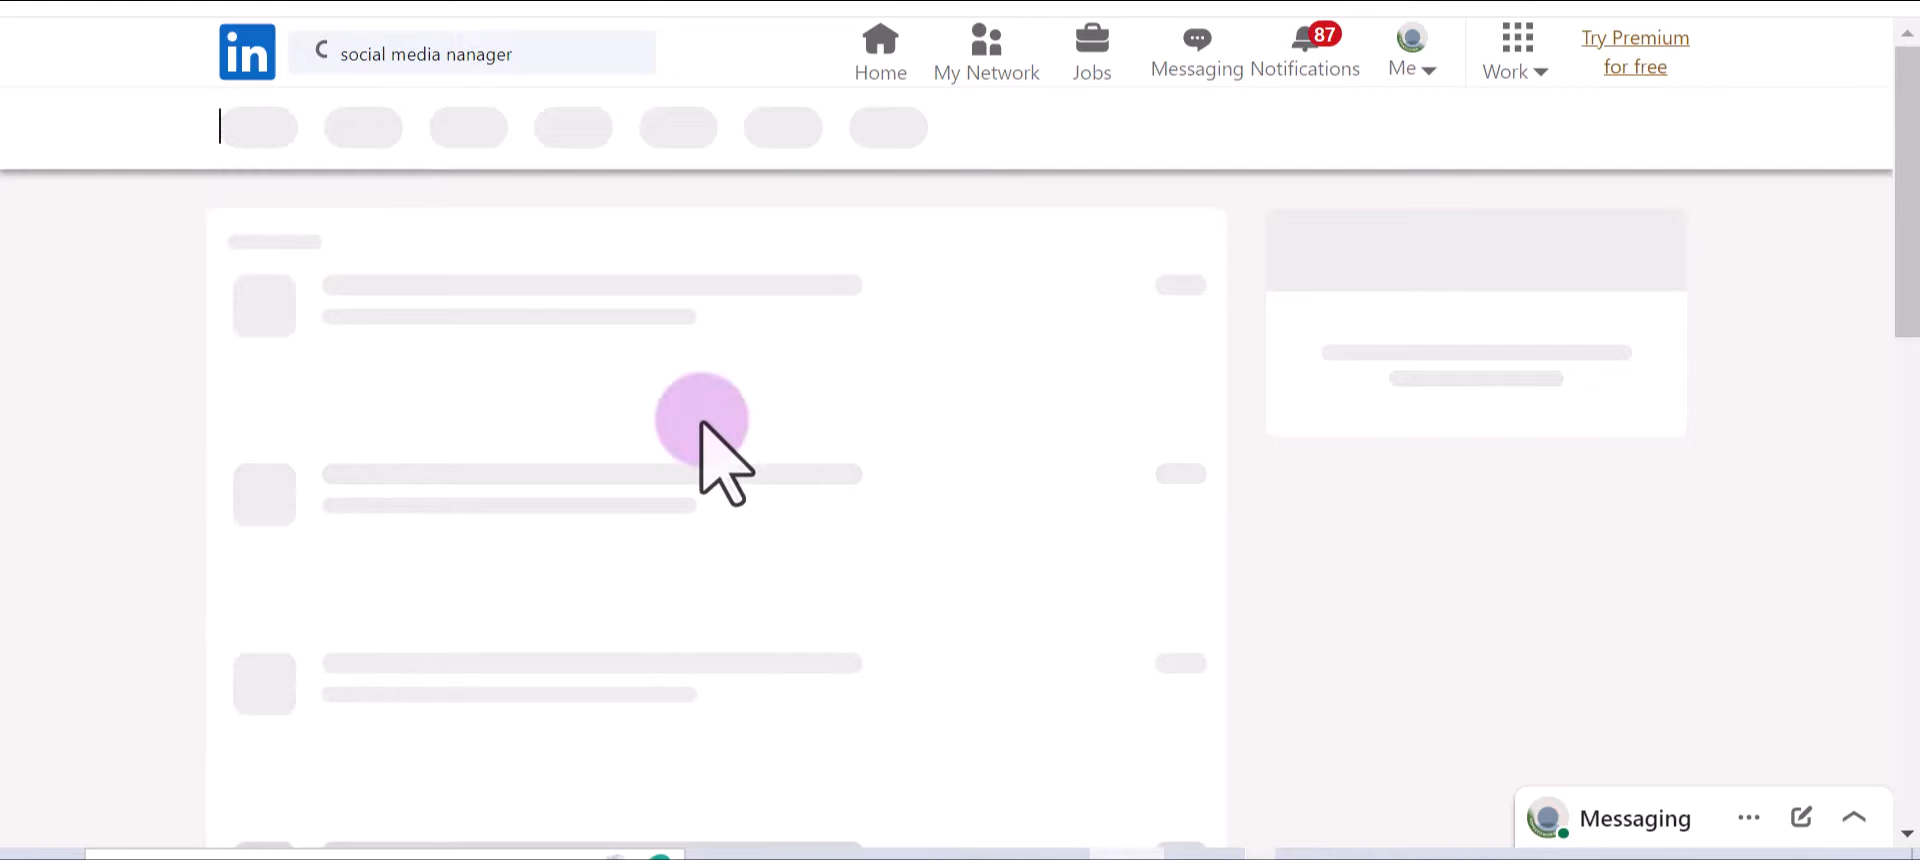 in
social media nanager
Home
My Network
Jobs
Messaging
Notifications
87
Me
Work
Try Premium
for free
Messaging